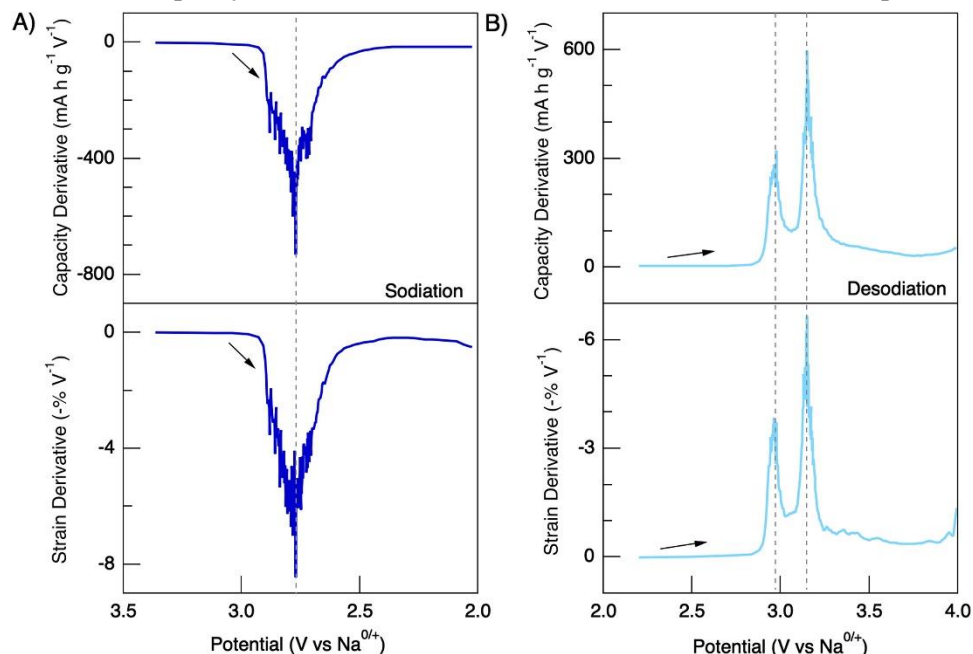 A)
Capacity Derivative (mA h g⁻¹ V⁻¹)
0
-400
-800
Sodiation
Strain Derivative (-% V⁻¹)
0
-4
-8
3.5 3.0 2.5 2.0
Potential (V vs Na⁰/⁺)
B)
Capacity Derivative (mA h g⁻¹ V⁻¹)
600
300
0
Desodiation
Strain Derivative (-% V⁻¹)
-6
-3
0
2.0 2.5 3.0 3.5 4.0
Potential (V vs Na⁰/⁺)